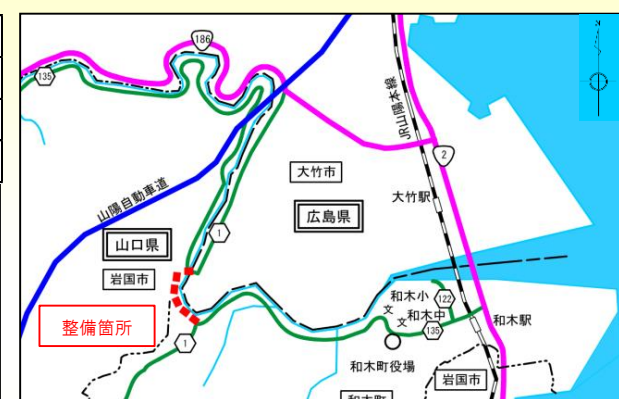 186
135
JR山陽本線
2
大竹市
大竹駅
山陽自動車道
広島県
1
山口県
岩国市
和木小
122
和木中
文
文
135
和木駅
整備箇所
1
和木町役場
岩国市
和木町